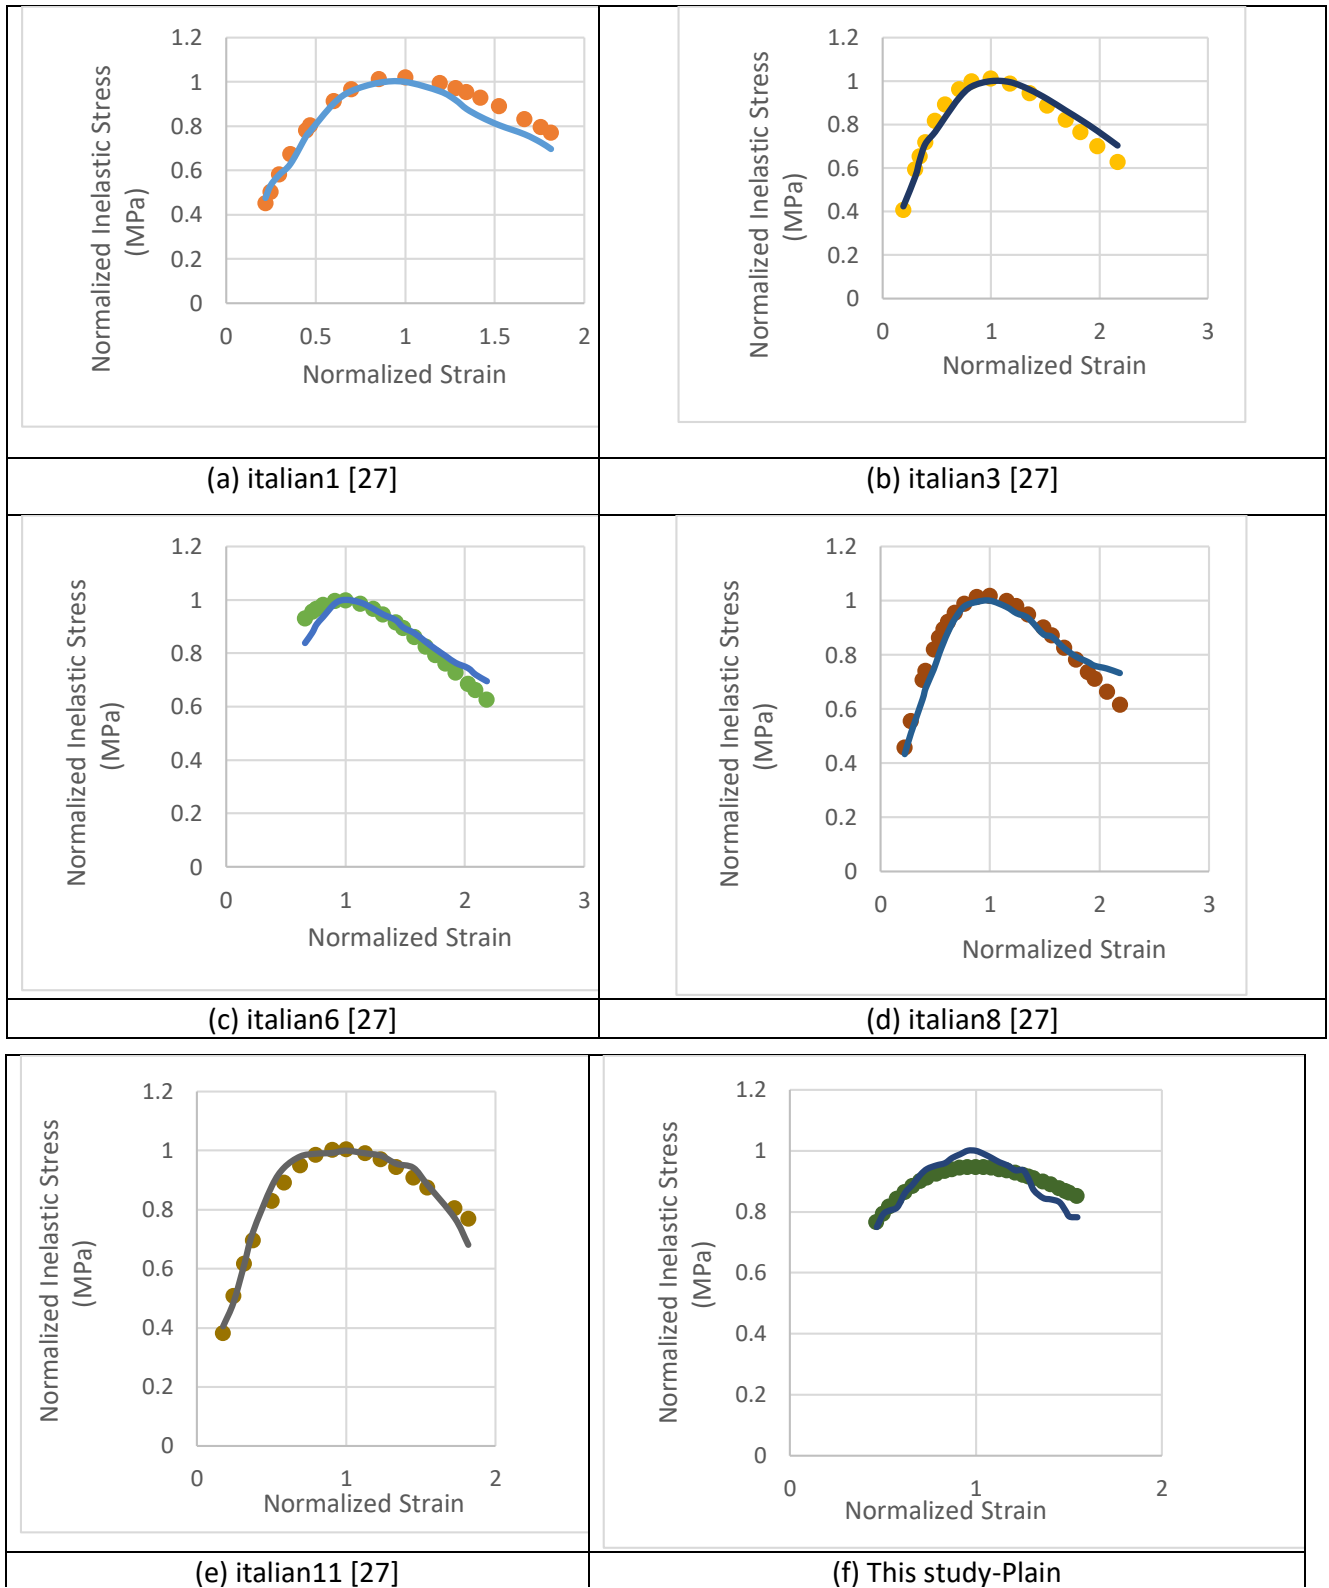 Normalized Inelastic Stress
(MPa)
1.2
1
0.8
0.6
0.4
0.2
0
0
0.5
1
1.5
2
Normalized Strain
(a) italian1 [27]
Normalized Inelastic Stress
(MPa)
1.2
1
0.8
0.6
0.4
0.2
0
0
1
2
3
Normalized Strain
(b) italian3 [27]
Normalized Inelastic Stress
(MPa)
1.2
1
0.8
0.6
0.4
0.2
0
0
1
2
3
Normalized Strain
(c) italian6 [27]
Normalized Inelastic Stress
(MPa)
1.2
1
0.8
0.6
0.4
0.2
0
0
1
2
3
Normalized Strain
(d) italian8 [27]
Normalized Inelastic Stress
(MPa)
1.2
1
0.8
0.6
0.4
0.2
0
0
1
2
Normalized Strain
(e) italian11 [27]
Normalized Inelastic Stress
(MPa)
1.2
1
0.8
0.6
0.4
0.2
0
0
1
2
Normalized Strain
(f) This study-Plain